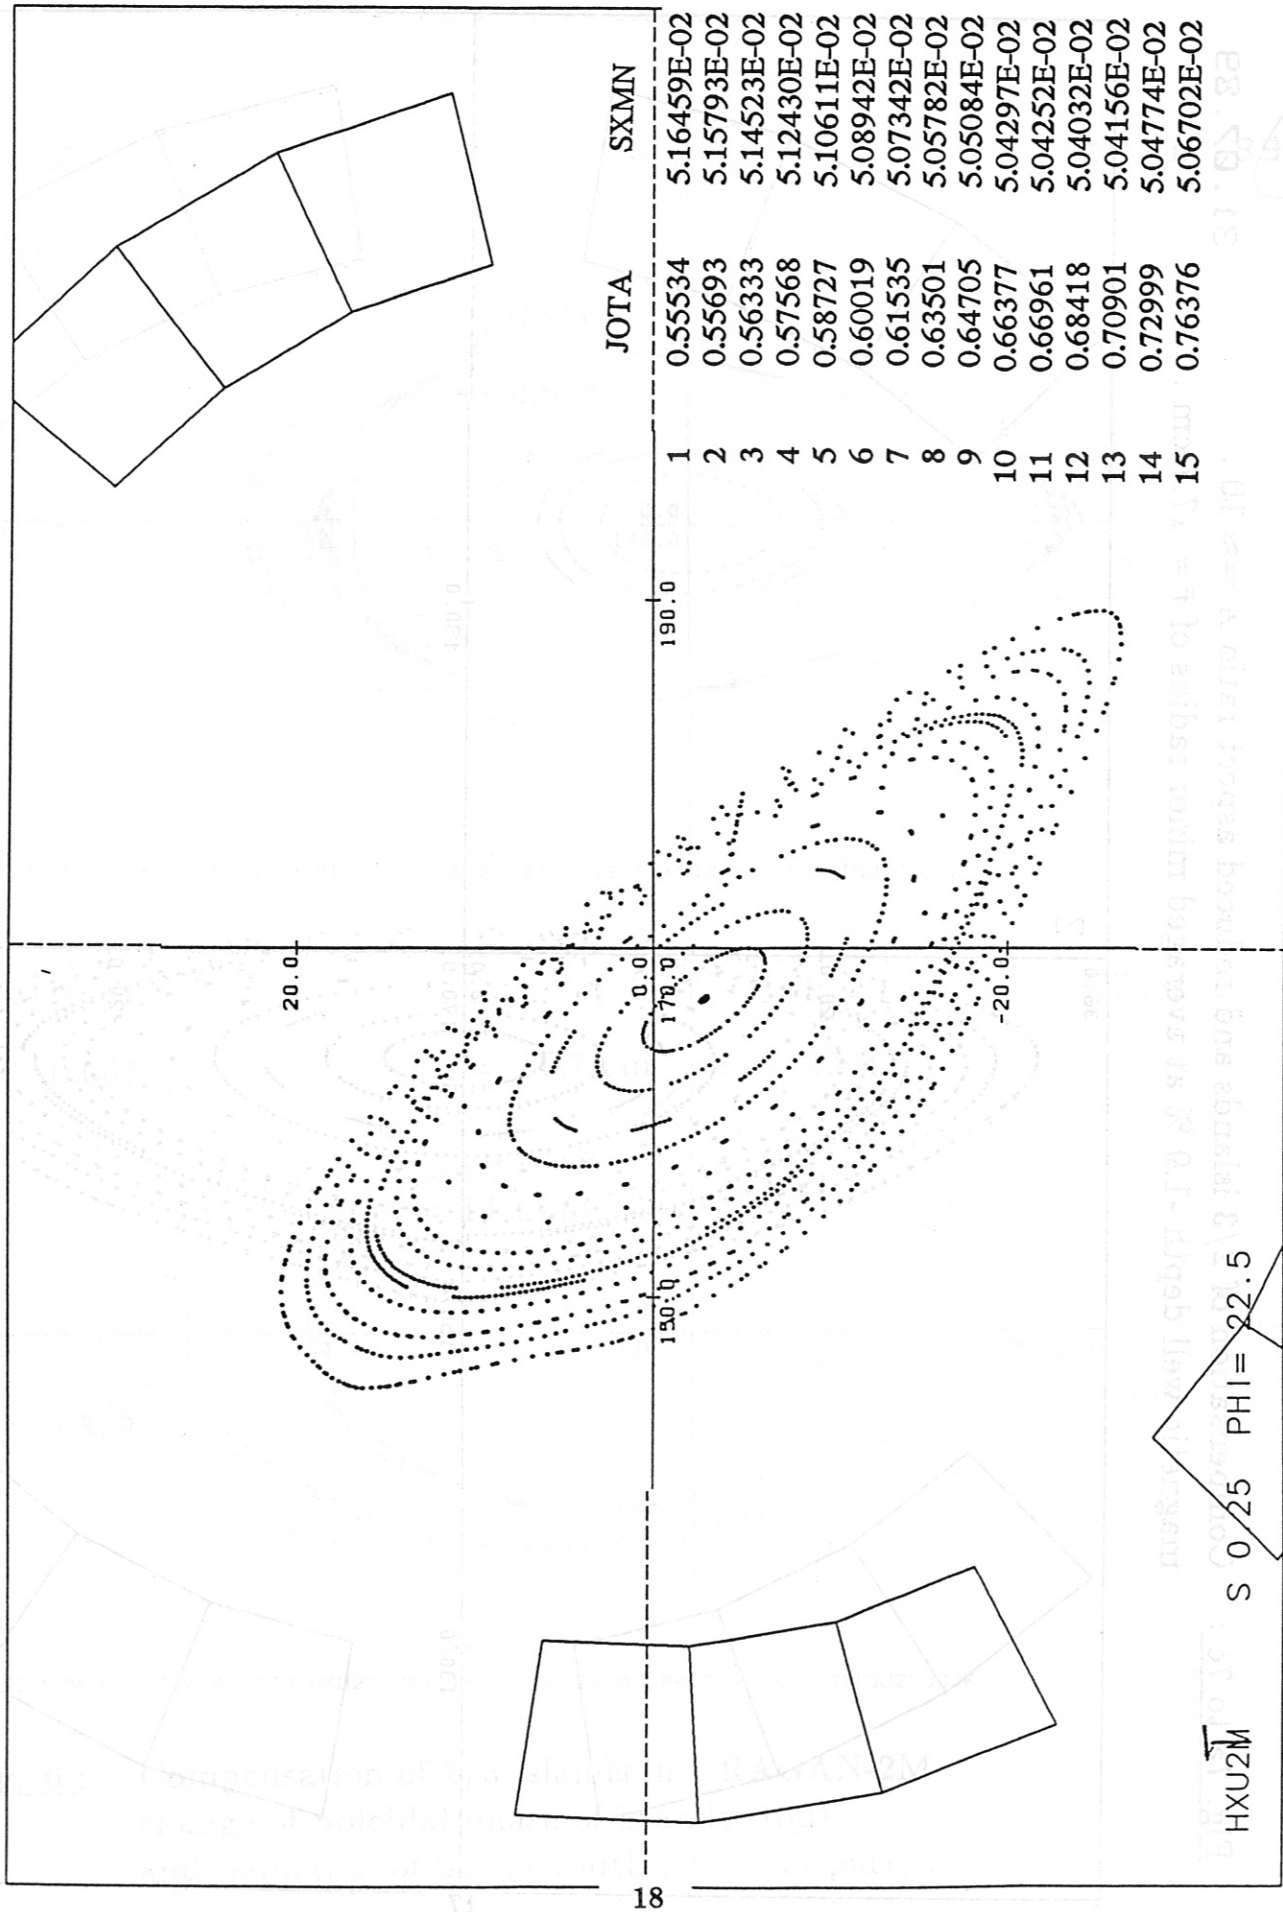 JOTA SXMN
1 0.55534 5.16459E-02
2 0.55693 5.15793E-02
3 0.56333 5.14523E-02
4 0.57568 5.12430E-02
5 0.58727 5.10611E-02
6 0.60019 5.08942E-02
7 0.61535 5.07342E-02
8 0.63501 5.05782E-02
9 0.64705 5.05084E-02
10 0.66377 5.04297E-02
11 0.66961 5.04252E-02
12 0.68418 5.04032E-02
13 0.70901 5.04156E-02
14 0.72999 5.04774E-02
15 0.76376 5.06702E-02
20.0
0.0
150.0
170.0
190.0
-20.0
HXU2M S 0.25 PHI= 22.5
18